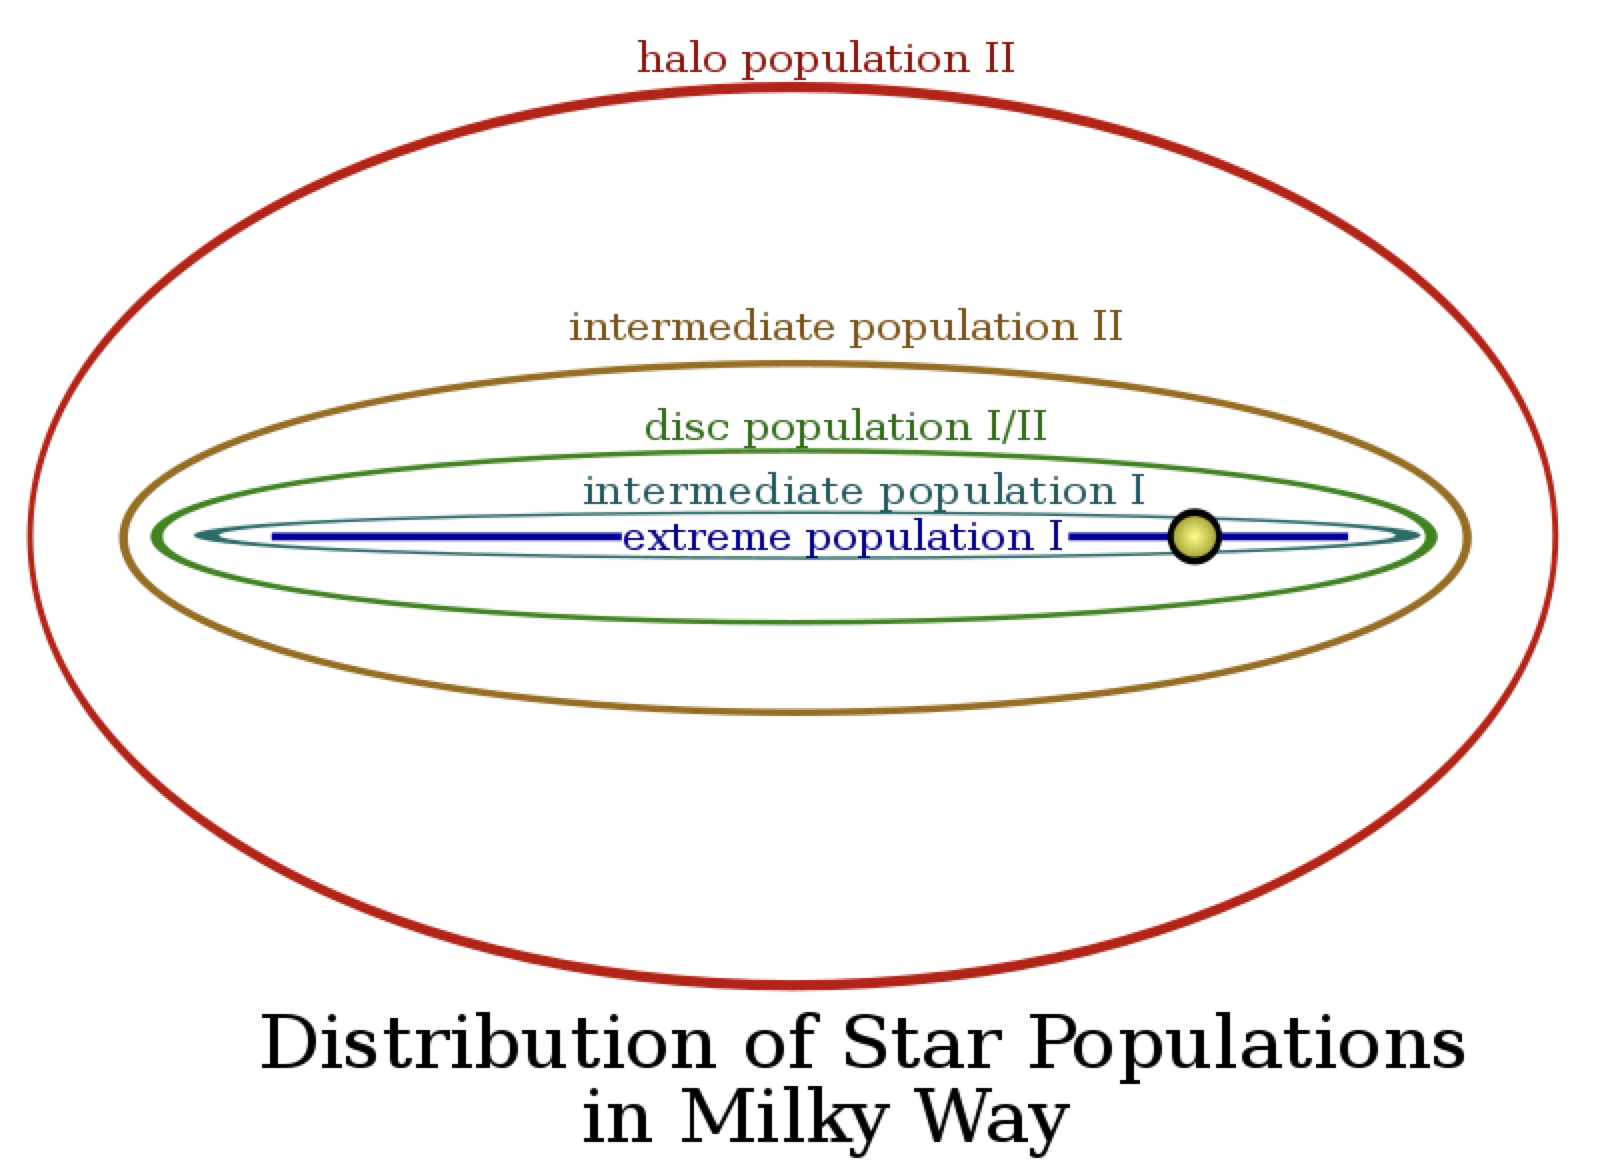 halo population II
intermediate population II
disc population I/II
intermediate population I
extreme population I
Distribution of Star Populations
in Milky Way